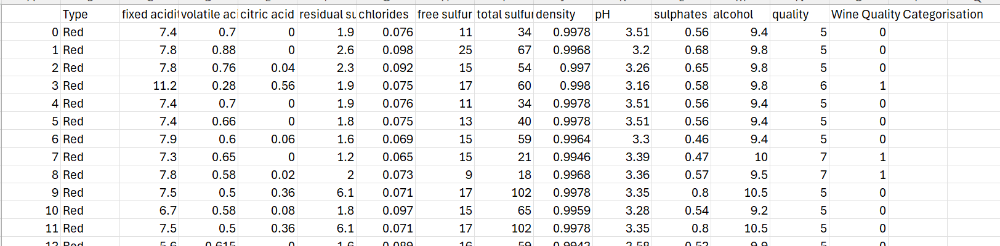 Type fixed acidit volatile aci citric acid residual su chlorides free sulfur total sulfur density pH sulphates alcohol quality Wine Quality Categorisation
0 Red 7.4 0.7 0 1.9 0.076 11 34 0.9978 3.51 0.56 9.4 5 0
1 Red 7.8 0.88 0 2.6 0.098 25 67 0.9968 3.2 0.68 9.8 5 0
2 Red 7.8 0.76 0.04 2.3 0.092 15 54 0.997 3.26 0.65 9.8 5 0
3 Red 11.2 0.28 0.56 1.9 0.075 17 60 0.998 3.16 0.58 9.8 6 1
4 Red 7.4 0.7 0 1.9 0.076 11 34 0.9978 3.51 0.56 9.4 5 0
5 Red 7.4 0.66 0 1.8 0.075 13 40 0.9978 3.51 0.56 9.4 5 0
6 Red 7.9 0.6 0.06 1.6 0.069 15 59 0.9964 3.3 0.46 9.4 5 0
7 Red 7.3 0.65 0 1.2 0.065 15 21 0.9946 3.39 0.47 10 7 1
8 Red 7.8 0.58 0.02 2 0.073 9 18 0.9968 3.36 0.57 9.5 7 1
9 Red 7.5 0.5 0.36 6.1 0.071 17 102 0.9978 3.35 0.8 10.5 5 0
10 Red 6.7 0.58 0.08 1.8 0.097 15 65 0.9959 3.28 0.54 9.2 5 0
11 Red 7.5 0.5 0.36 6.1 0.071 17 102 0.9978 3.35 0.8 10.5 5 0
12 Red 5.6 0.615 0 1.6 0.089 16 59 0.9943 3.58 0.52 9.9 5 0